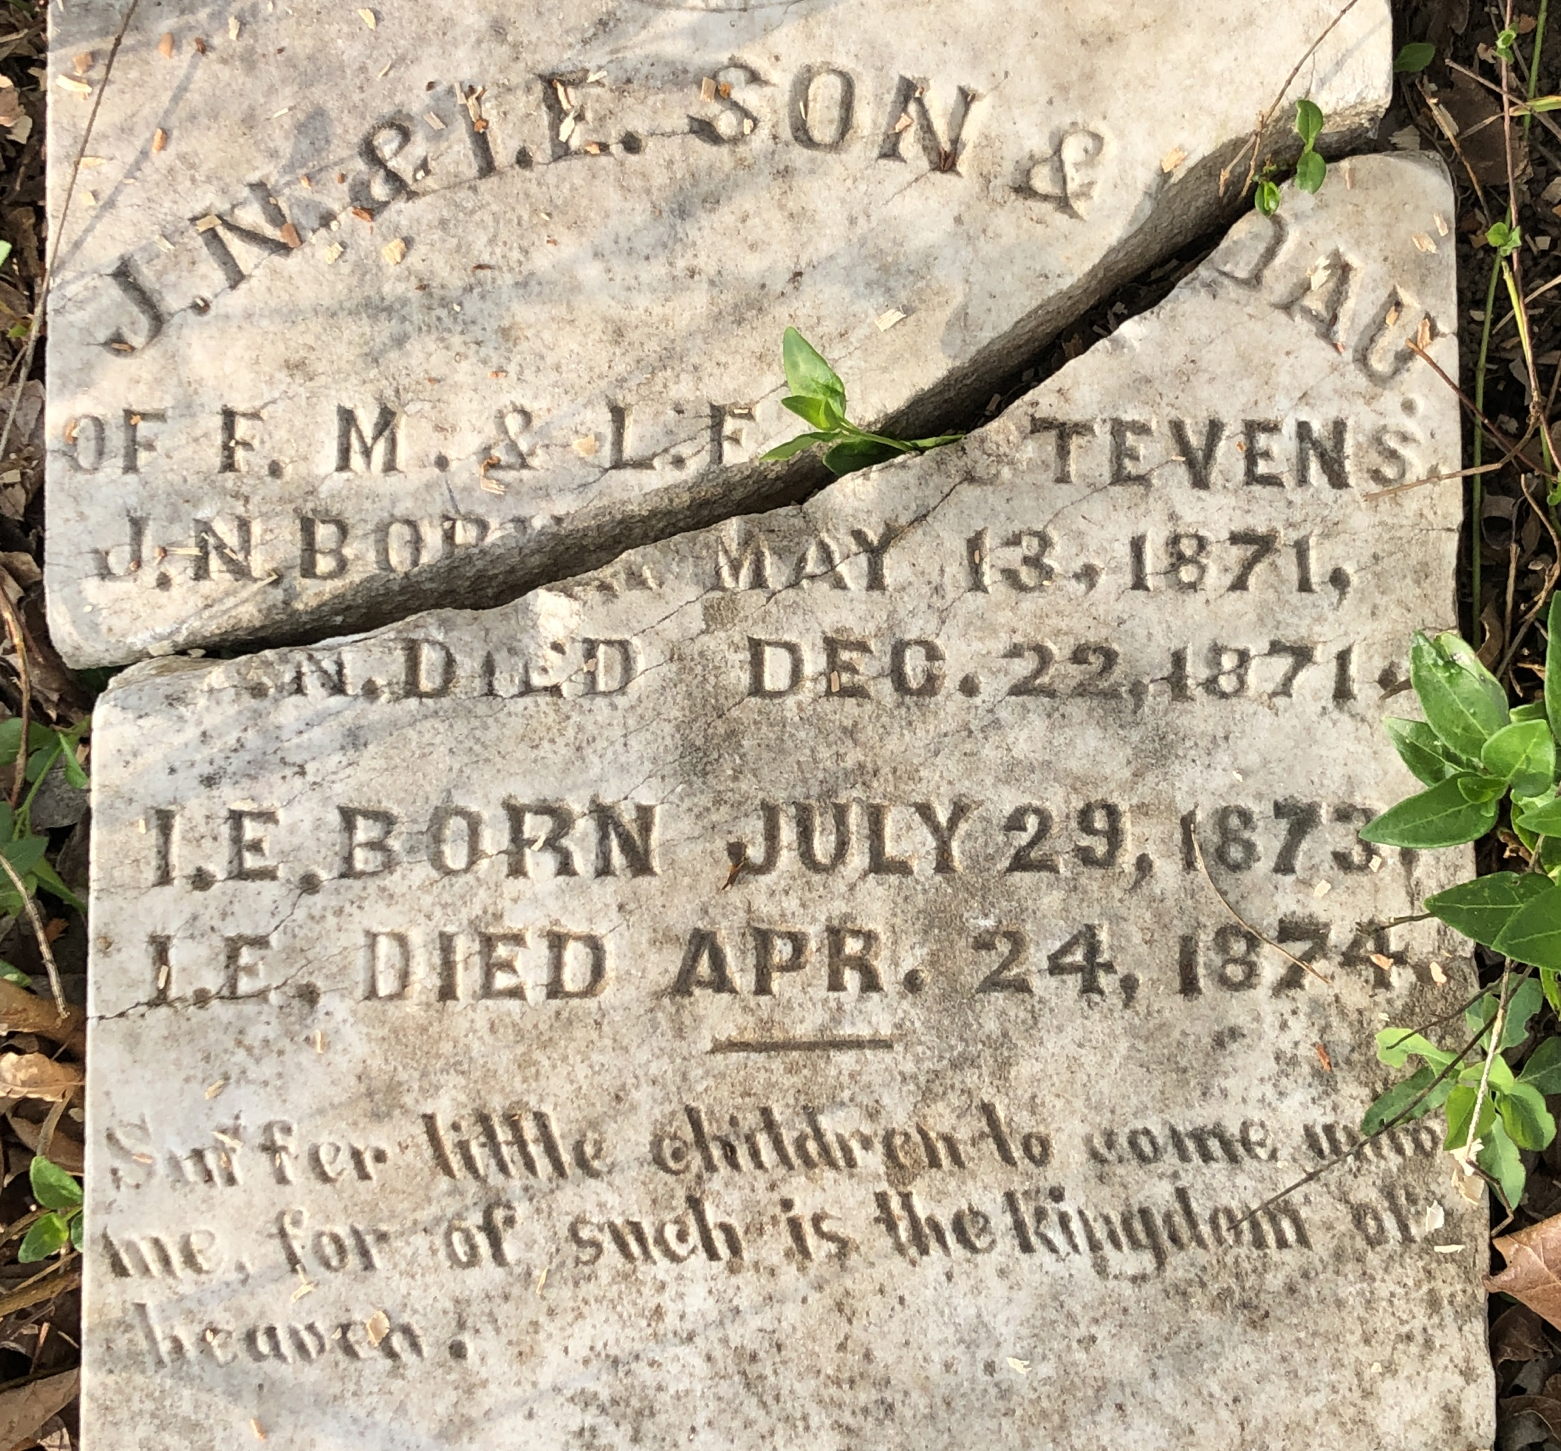 J.N. & I.E. SON & DAU.
OF F. M. & L.F. STEVENS.
J.N. BORN MAY 13, 1871,
J.N. DIED DEC. 22, 1871.
I.E. BORN JULY 29, 1873.
I.E. DIED APR. 24, 1874.
Suffer little children to come unto
me, for of such is the kingdom of
heaven.